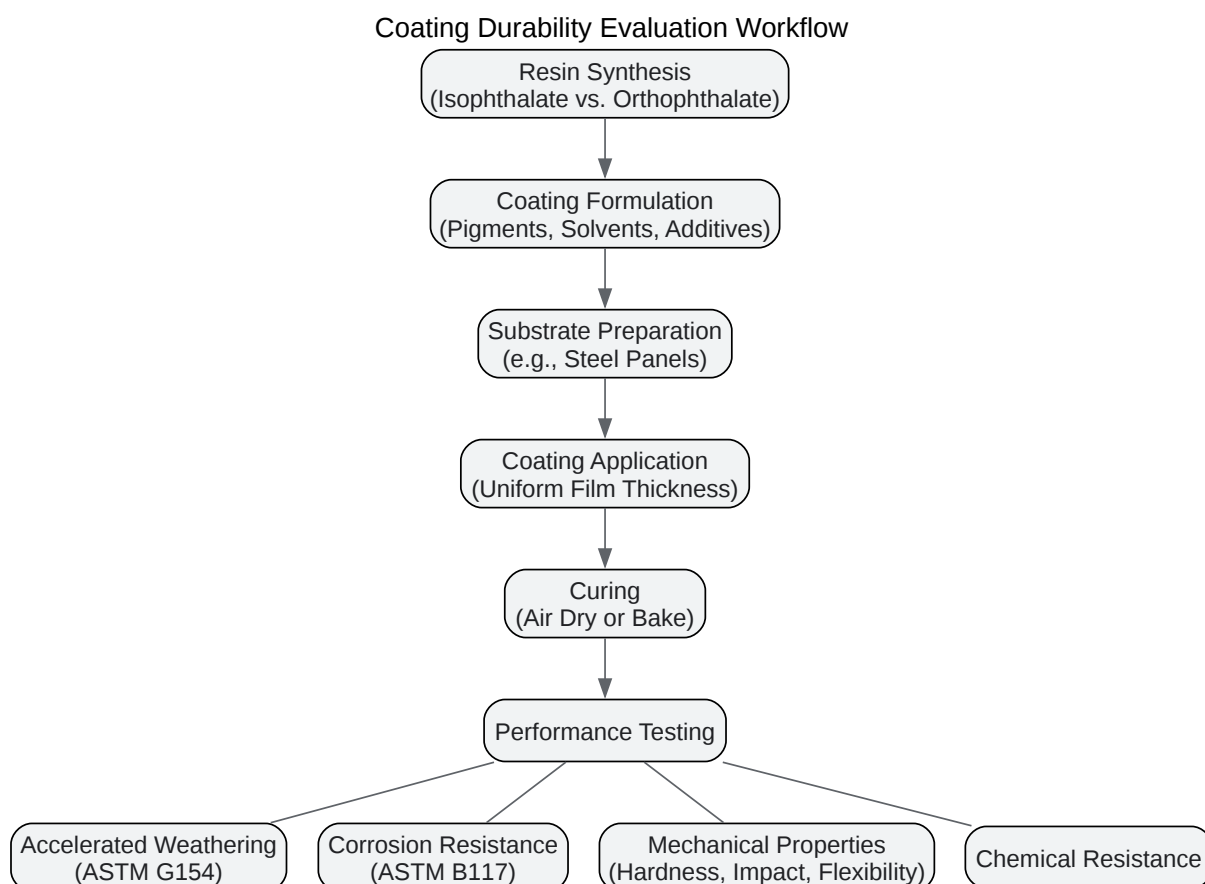 Coating Durability Evaluation Workflow
Resin Synthesis
(Isophthalate vs. Orthophthalate)
Coating Formulation
(Pigments, Solvents, Additives)
Substrate Preparation
(e.g., Steel Panels)
Coating Application
(Uniform Film Thickness)
Curing
(Air Dry or Bake)
Performance Testing
Accelerated Weathering
(ASTM G154)
Corrosion Resistance
(ASTM B117)
Mechanical Properties
(Hardness, Impact, Flexibility)
Chemical Resistance